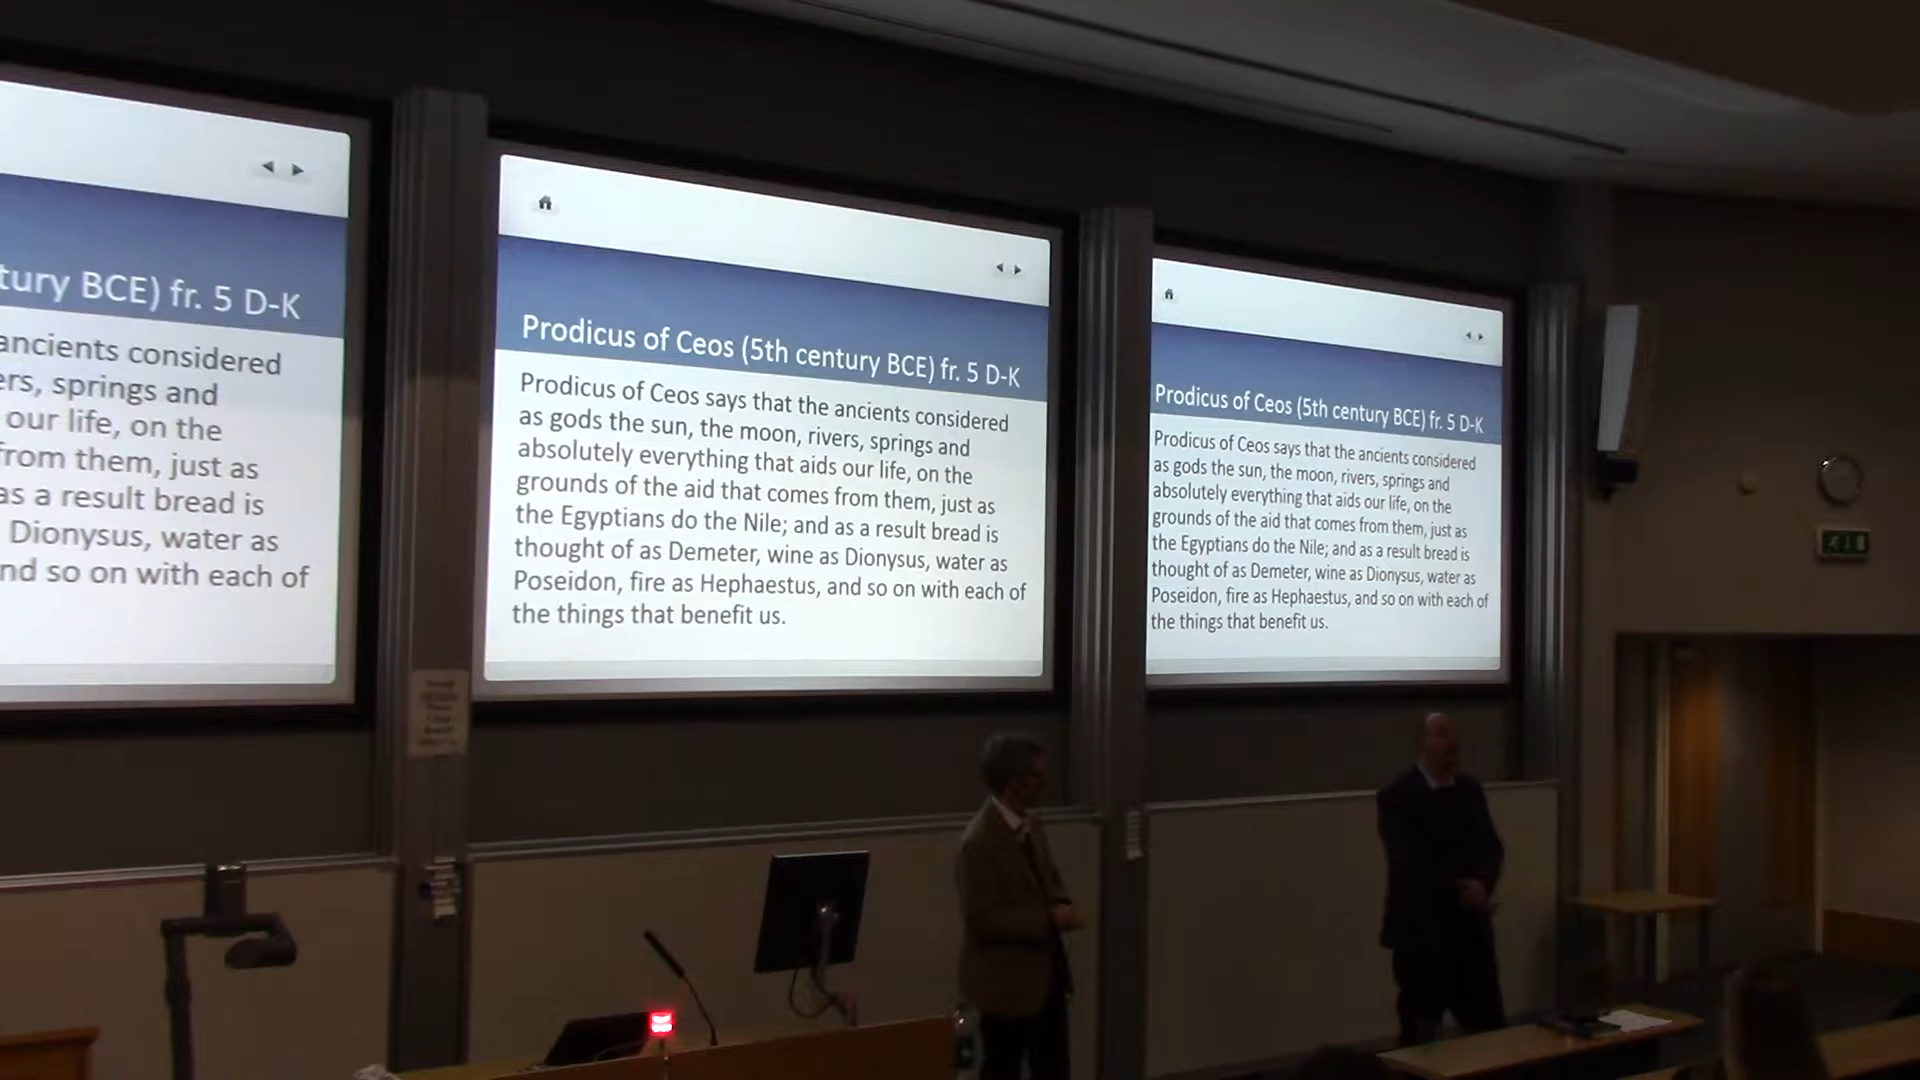 tury BCE) fr. 5 D-K
ancients considered
ers, springs and
our life, on the
from them, just as
as a result bread is
Dionysus, water as
nd so on with each of
Prodicus of Ceos (5th century BCE) fr. 5 D-K
Prodicus of Ceos says that the ancients considered
as gods the sun, the moon, rivers, springs and
absolutely everything that aids our life, on the
grounds of the aid that comes from them, just as
the Egyptians do the Nile; and as a result bread is
thought of as Demeter, wine as Dionysus, water as
Poseidon, fire as Hephaestus, and so on with each of
the things that benefit us.
Prodicus of Ceos (5th century BCE) fr. 5 D-K
Prodicus of Ceos says that the ancients considered
as gods the sun, the moon, rivers, springs and
absolutely everything that aids our life, on the
grounds of the aid that comes from them, just as
the Egyptians do the Nile; and as a result bread is
thought of as Demeter, wine as Dionysus, water as
Poseidon, fire as Hephaestus, and so on with each of
the things that benefit us.